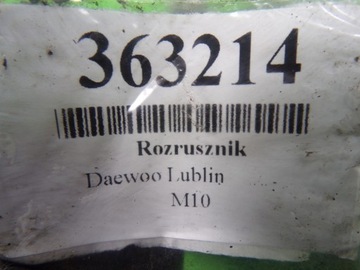 363214
Rozrusznik
Daewoo Lublin
M10